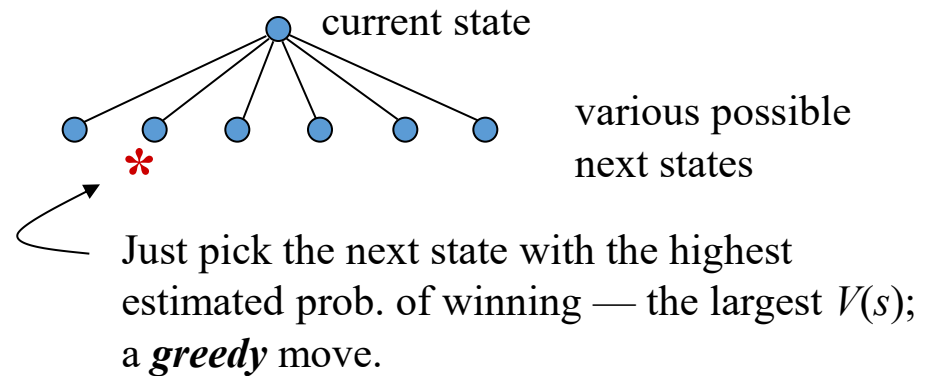 current state
various possible
next states
*
Just pick the next state with the highest
estimated prob. of winning — the largest V(s);
a greedy move.